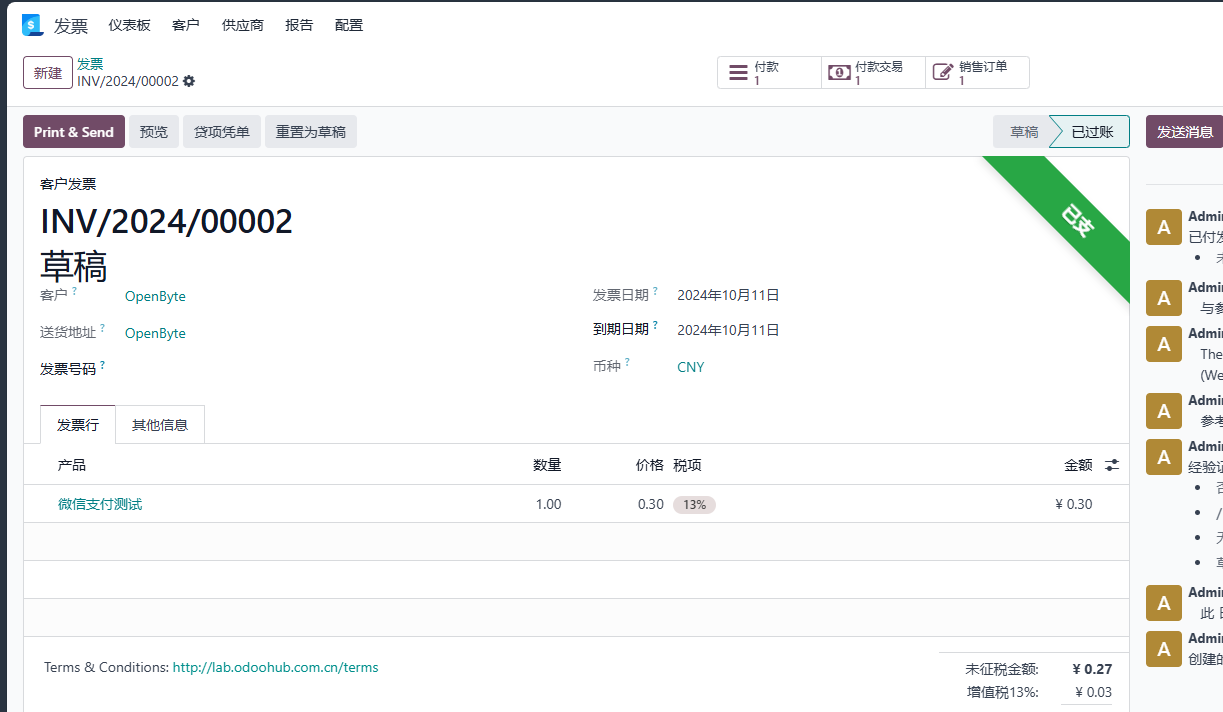 发票 仪表板 客户 供应商 报告 配置
新建
发票
INV/2024/00002
付款
1
付款交易
1
销售订单
1
Print & Send 预览 贷项凭单 重置为草稿
草稿 已过账
发送消息
客户发票
已支
INV/2024/00002
草稿
客户 ? OpenByte
发票日期 ? 2024年10月11日
送货地址 ? OpenByte
到期日期 ? 2024年10月11日
发票号码 ?
币种 ? CNY
发票行 其他信息
产品 数量 价格 税项 金额
微信支付测试 1.00 0.30 13% ¥ 0.30
Terms & Conditions: http://lab.odoohub.com.cn/terms
未征税金额: ¥ 0.27
增值税13%: ¥ 0.03
A Admi
已付
A Admi
与参
A Admi
The
(We
A Admi
参考
A Admi
经验
/
A Admi
此
A Admi
创建的